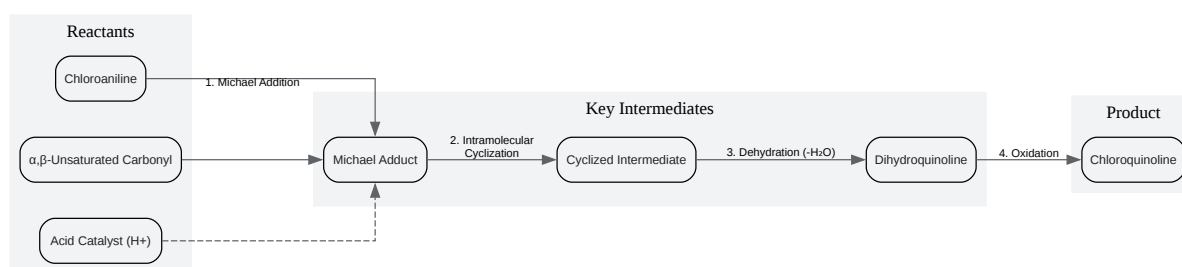 Reactants
Chloroaniline
1. Michael Addition
Key Intermediates
Product
α,β-Unsaturated Carbonyl
Michael Adduct
2. Intramolecular
Cyclization
Cyclized Intermediate
3. Dehydration (-H₂O)
Dihydroquinoline
4. Oxidation
Chloroquinoline
Acid Catalyst (H+)